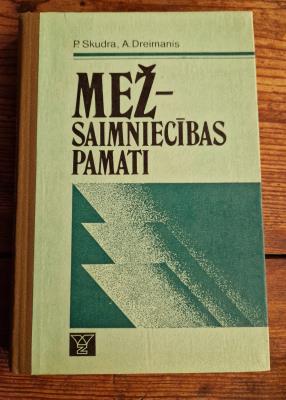 P. Skudra, A. Dreimanis
MEŽ-
SAIMNIECĪBAS
PAMATI